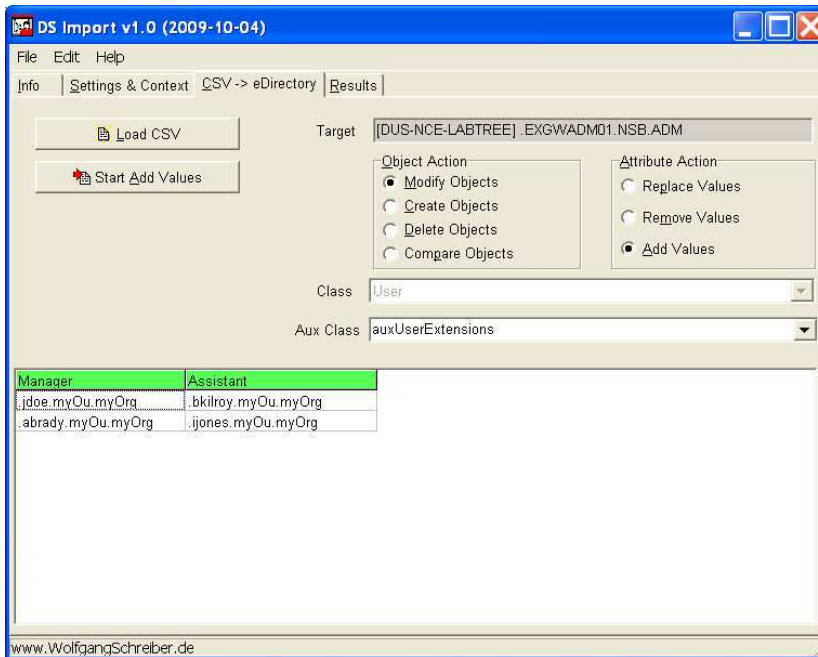 DS Import v1.0 (2009-10-04)
File Edit Help
Info Settings & Context CSV -> eDirectory Results
Load CSV
Target [DUS-NCE-LABTREE] .EXGWADM01.NSB.ADM
Start Add Values
Object Action
Modify Objects
Create Objects
Delete Objects
Compare Objects
Attribute Action
Replace Values
Remove Values
Add Values
Class User
Aux Class auxUserExtensions
Manager Assistant
.jdoe.myOu.myOrg .bkilroy.myOu.myOrg
.abrady.myOu.myOrg .ijones.myOu.myOrg
www.WolfgangSchreiber.de